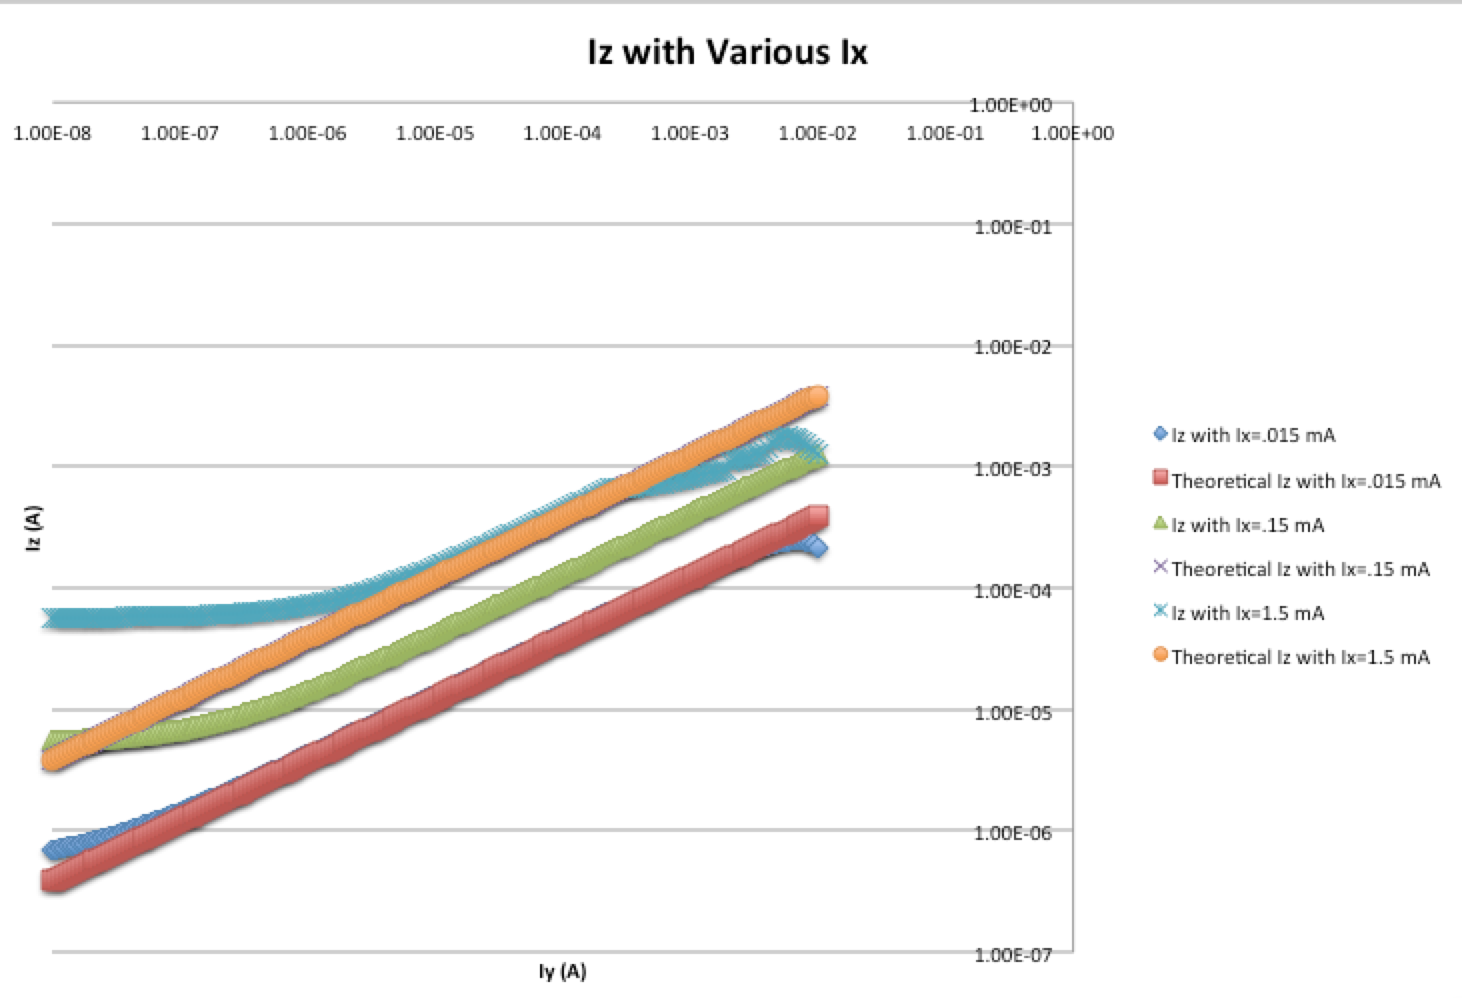 Iz with Various Ix
1.00E+00
1.00E-08 1.00E-07 1.00E-06 1.00E-05 1.00E-04 1.00E-03 1.00E-02 1.00E-01 1.00E+00
1.00E-01
1.00E-02
1.00E-03
1.00E-04
1.00E-05
1.00E-06
1.00E-07
Iz (A)
Iy (A)
Iz with Ix=.015 mA
Theoretical Iz with Ix=.015 mA
Iz with Ix=.15 mA
Theoretical Iz with Ix=.15 mA
Iz with Ix=1.5 mA
Theoretical Iz with Ix=1.5 mA